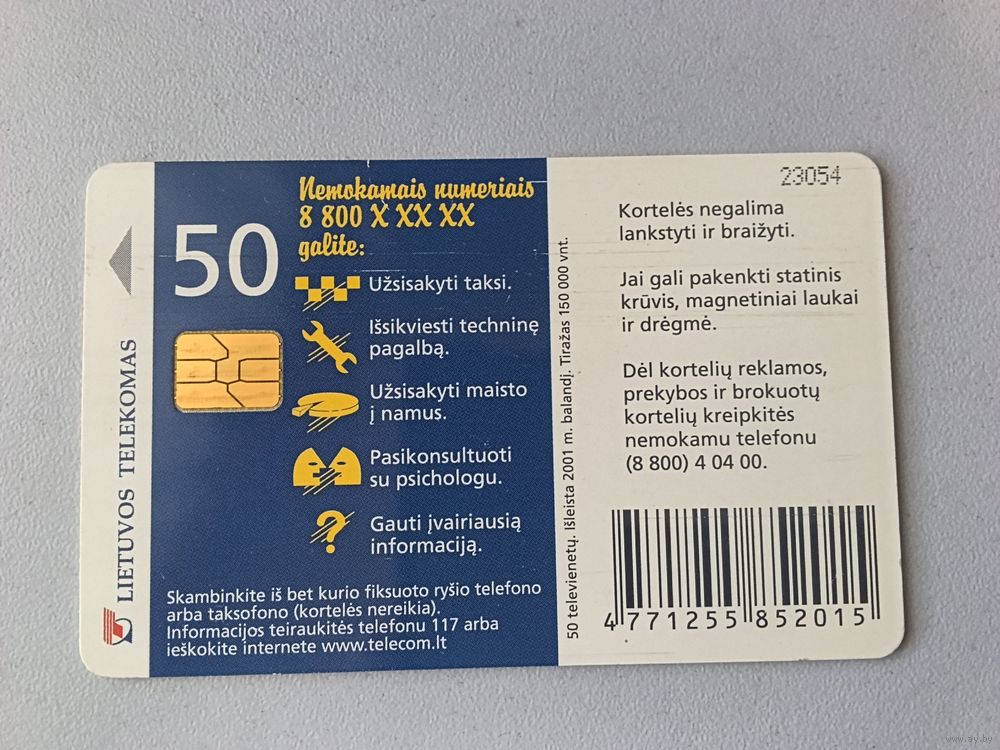 LIETUVOS TELEKOMAS
50
Nemokamais numeriais
8 800 X XX XX
galite:
Užsisakyti taksi.
Išsikviesti techninę
pagalbą.
Užsisakyti maisto
į namus.
Pasikonsultuoti
su psichologu.
Gauti įvairiausią
informaciją.
Skambinkite iš bet kurio fiksuoto ryšio telefono
arba taksofono (kortelės nereikia).
Informacijos teiraukitės telefonu 117 arba
ieškokite internete www.telecom.lt
50 televienetų. Išleista 2001 m. balandį. Tiražas 150 000 vnt.
23054
Kortelės negalima
lankstyti ir braižyti.
Jai gali pakenkti statinis
krūvis, magnetiniai laukai
ir drėgmė.
Dėl kortelių reklamos,
prekybos ir brokuotų
kortelių kreipkitės
nemokamu telefonu
(8 800) 4 04 00.
4 771255 852015
www.ay.by